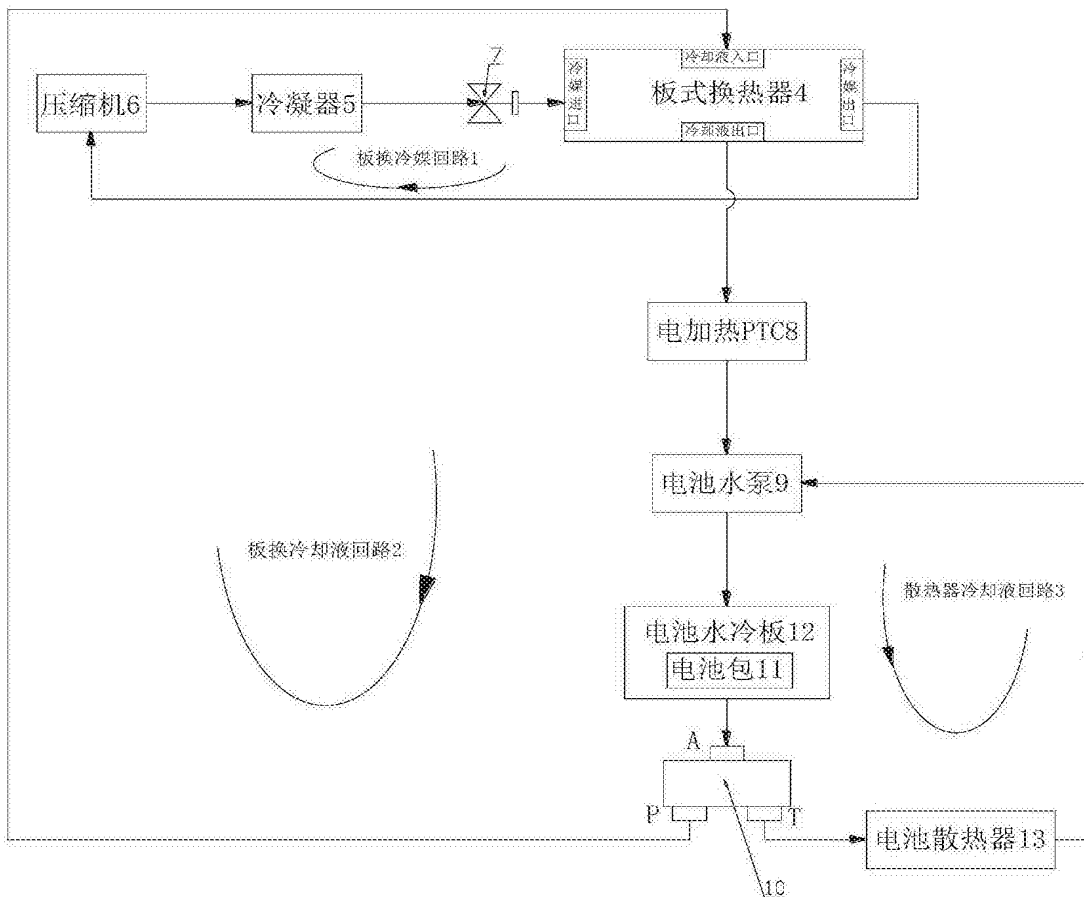 7
冷却液入口
压缩机6
冷凝器5
冷媒进口
板式换热器4
冷媒出口
冷却液出口
板换冷媒回路1
电加热PTC8
电池水泵9
板换冷却液回路2
散热器冷却液回路3
电池水冷板12
电池包11
A
P
T
电池散热器13
10